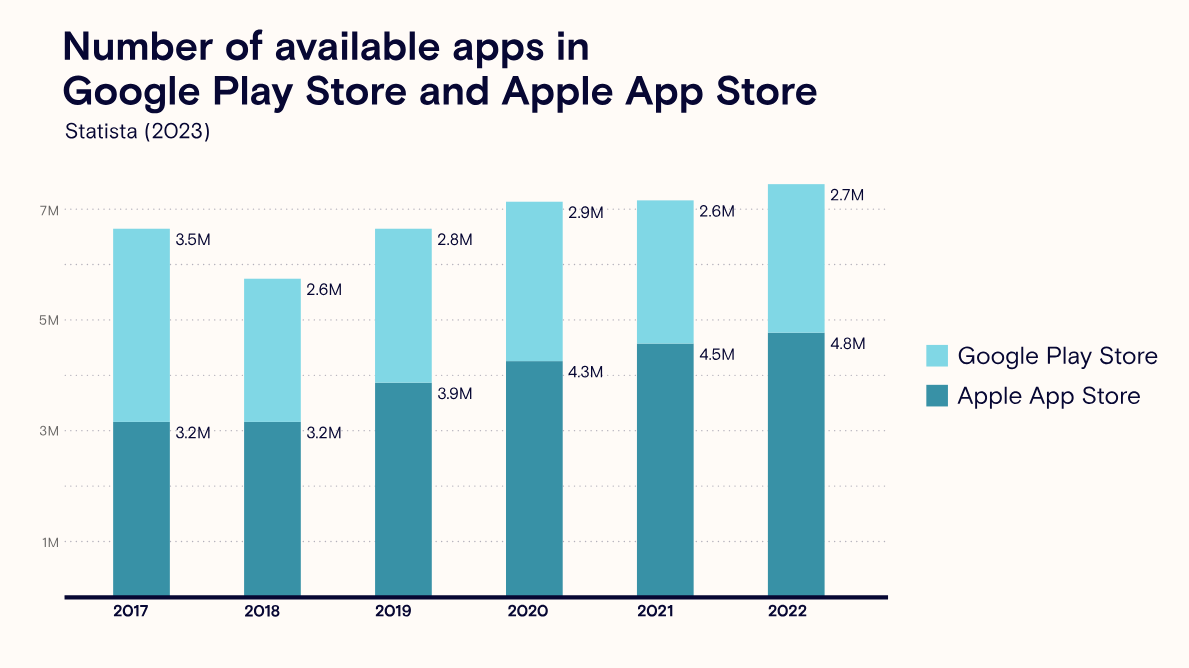 Number of available apps in
Google Play Store and Apple App Store
Statista (2023)
7M
5M
3M
1M
3.5M
3.2M
2.6M
3.2M
2.8M
3.9M
2.9M
4.3M
2.6M
4.5M
2.7M
4.8M
2017 2018 2019 2020 2021 2022
Google Play Store
Apple App Store